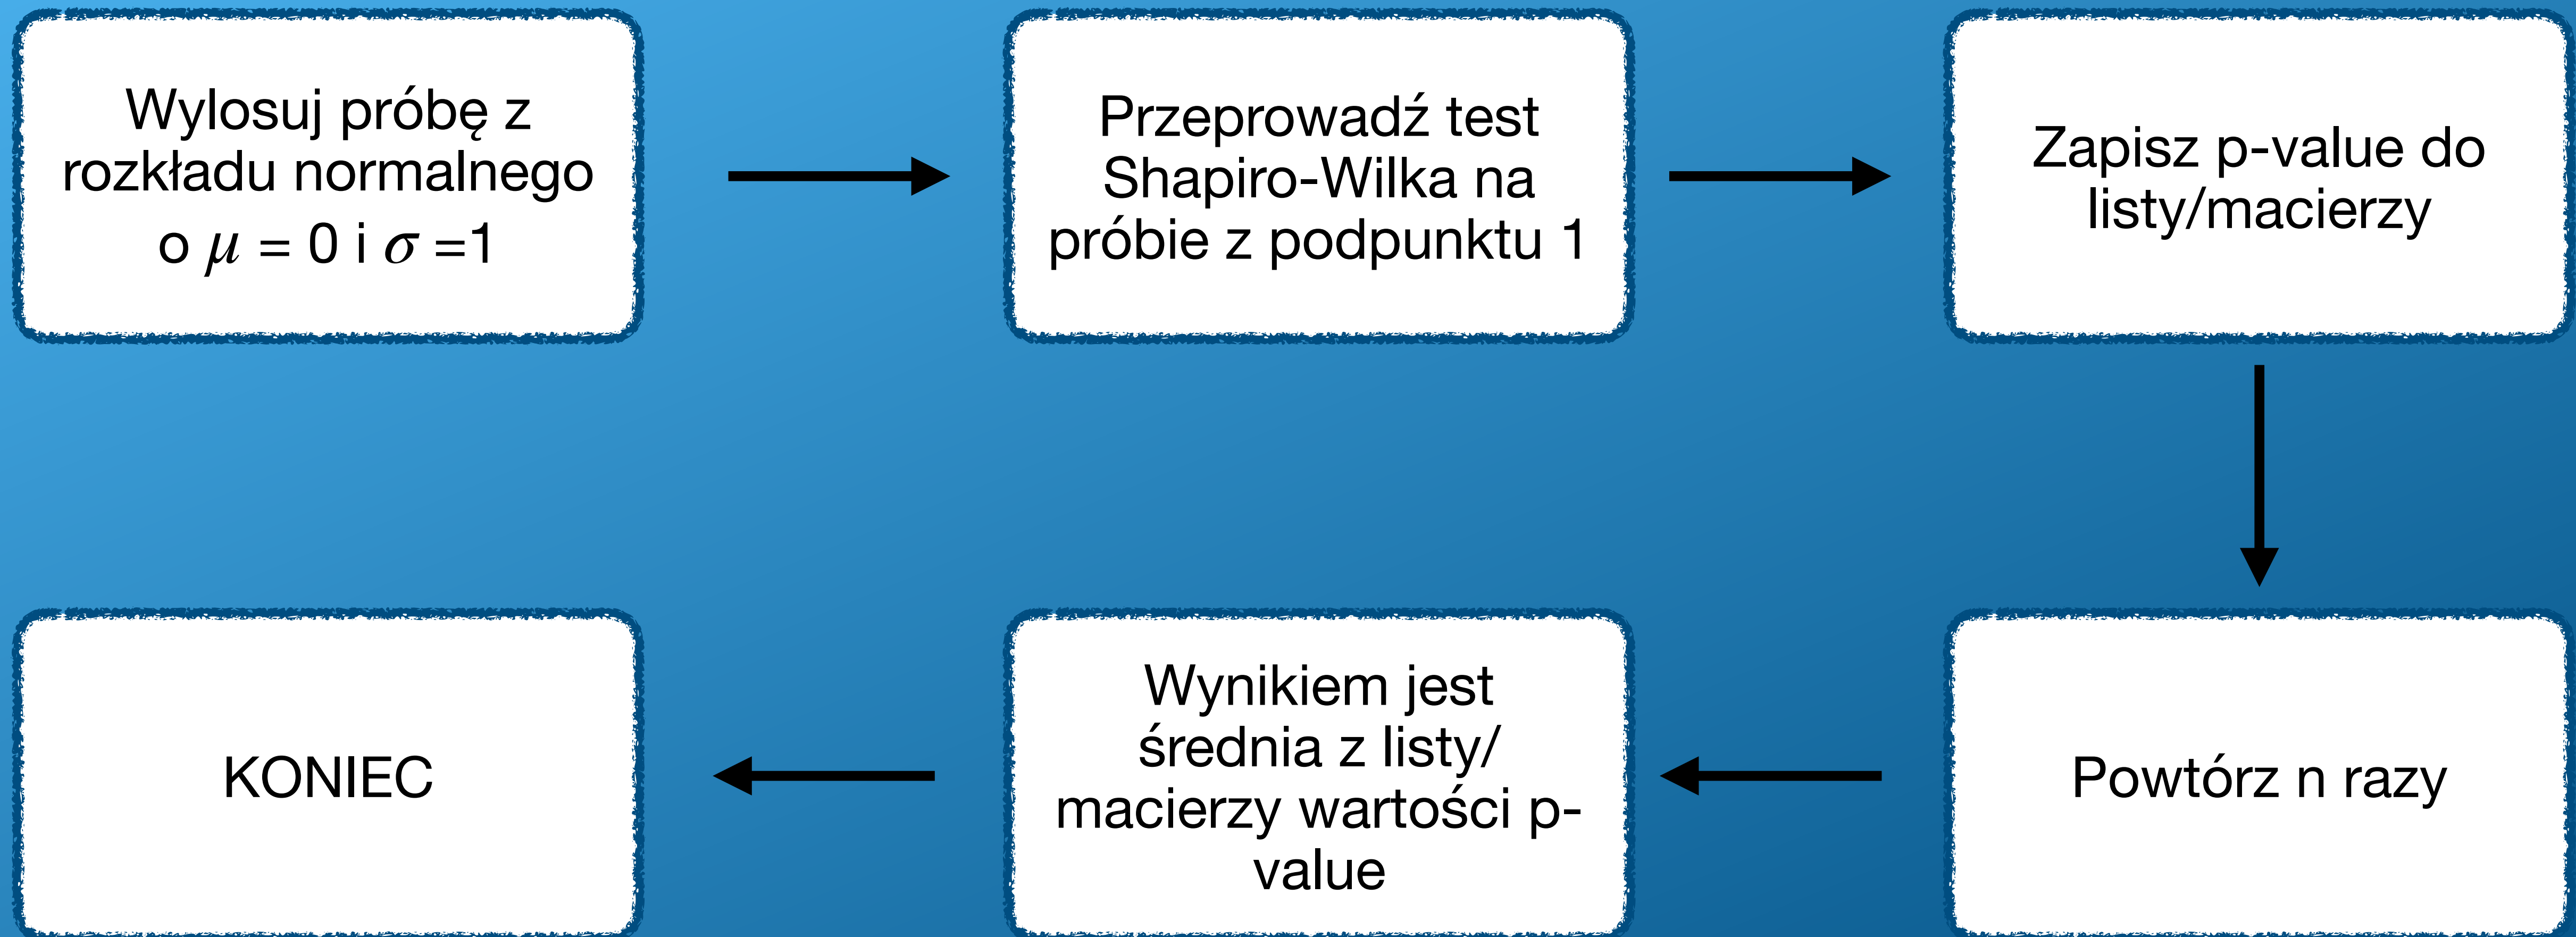 Wylosuj próbę z
rozkładu normalnego
o μ = 0 i σ =1
Przeprowadź test
Shapiro-Wilka na
próbie z podpunktu 1
Zapisz p-value do
listy/macierzy
Powtórz n razy
Wynikiem jest
średnia z listy/
macierzy wartości p-
value
KONIEC